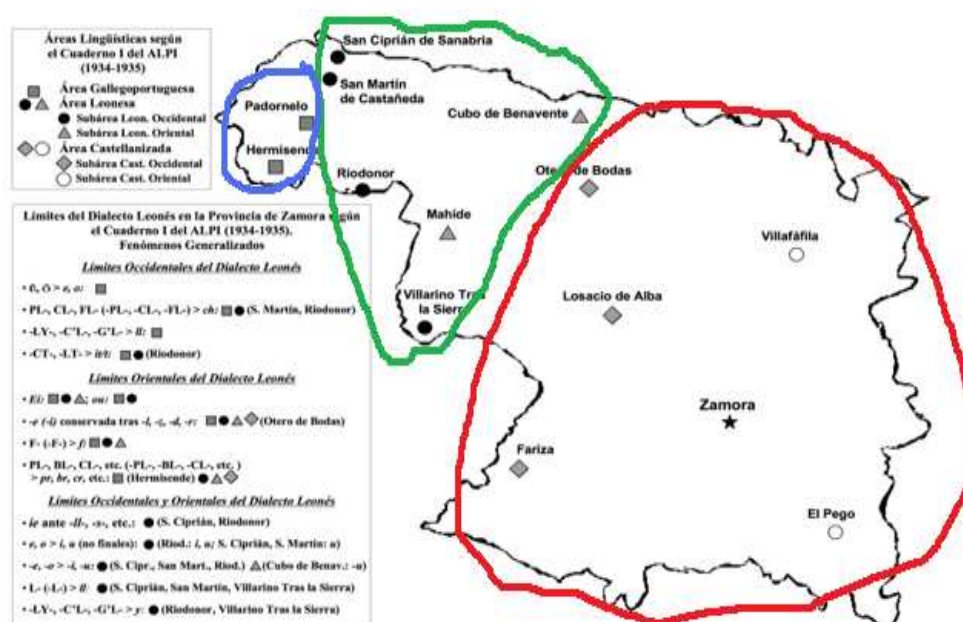 Áreas Lingüísticas según
el Cuaderno I del ALPI
(1934-1935)
Área Gallegoportuguesa
Área Leonesa
Subárea Leon. Occidental
Subárea Leon. Oriental
Área Castellanizada
Subárea Cast. Occidental
Subárea Cast. Oriental
San Ciprián de Sanabria
San Martín
de Castañeda
Padornelo
Hermisende
Cubo de Benavente
Riodonor
Otero de Bodas
Mahíde
Villafáfila
Villarino Tras
la Sierra
Losacio de Alba
Zamora
Fariza
El Pego
Límites del Dialecto Leonés en la Provincia de Zamora según
el Cuaderno I del ALPI (1934-1935).
Fenómenos Generalizados
Límites Occidentales del Dialecto Leonés
> e, o:
PL-, CL-, FL- (-PL-, -CL-, -FL-) > ch: (S. Martín, Riodonor)
-LY-, -C'L-, -G'L- > ll:
-CT-, -LT- > it/t: (Riodonor)
Límites Orientales del Dialecto Leonés
Ei: ; ou:
-e (-i) conservada tras -l, -z, -d, -r: (Otero de Bodas)
F- (-F-) > f:
PL-, BL-, CL-, etc. (-PL-, -BL-, -CL-, etc. )
> pr, br, cr, etc.: (Hermisende)
Límites Occidentales y Orientales del Dialecto Leonés
ie ante -ll-, -s-, etc.: (S. Ciprián, Riodonor)
e, o > i, u (no finales): (Riod.: i, u; S. Ciprián, S. Martín: u)
-e, -o > -i, -u: (S. Cipr., San Mart., Riod.) (Cubo de Benav.: -u)
L- (-L-) > ll: (S. Ciprián, San Martín, Villarino Tras la Sierra)
-LY-, -C'L-, -G'L- > y: (Riodonor, Villarino Tras la Sierra)